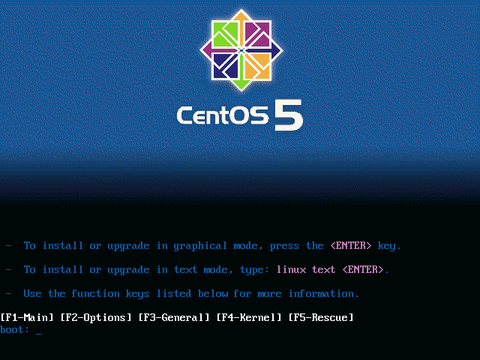 CentOS 5
-  To install or upgrade in graphical mode, press the <ENTER> key.
-  To install or upgrade in text mode, type: linux text <ENTER>.
-  Use the function keys listed below for more information.
[F1-Main] [F2-Options] [F3-General] [F4-Kernel] [F5-Rescue]
boot: _